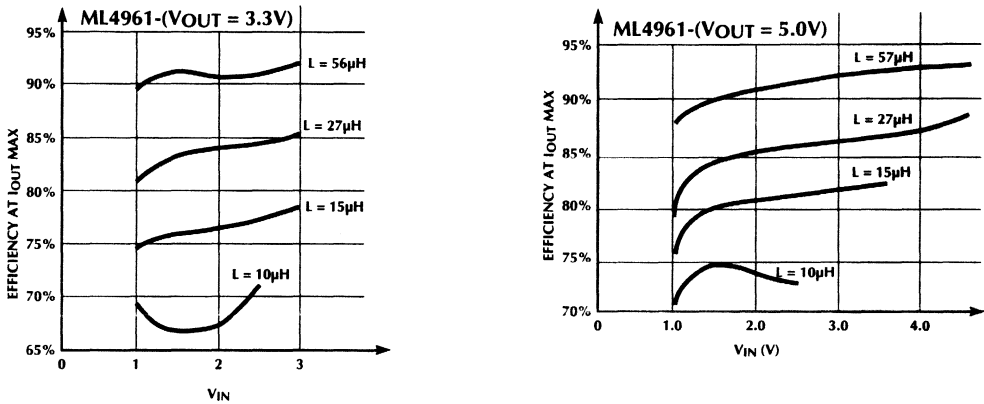 ML4961-(VOUT = 3.3V)
95%
90%
85%
80%
75%
70%
65%
EFFICIENCY AT IOUT MAX
L = 56µH
L = 27µH
L = 15µH
L = 10µH
0
1
2
3
VIN
ML4961-(VOUT = 5.0V)
95%
90%
85%
80%
75%
70%
EFFICIENCY AT IOUT MAX
L = 57µH
L = 27µH
L = 15µH
L = 10µH
0
1.0
2.0
3.0
4.0
VIN (V)